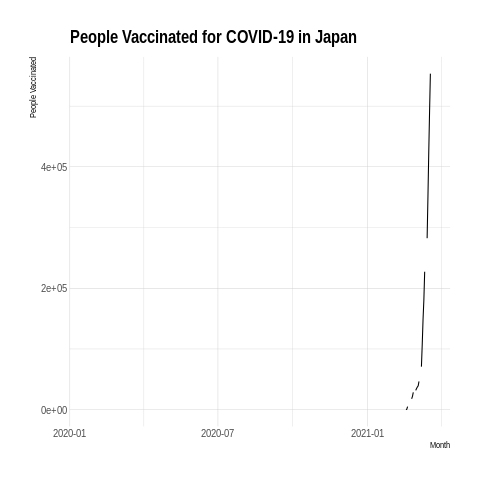 People Vaccinated for COVID-19 in Japan
People Vaccinated
4e+05
2e+05
0e+00
2020-01 2020-07 2021-01
Month